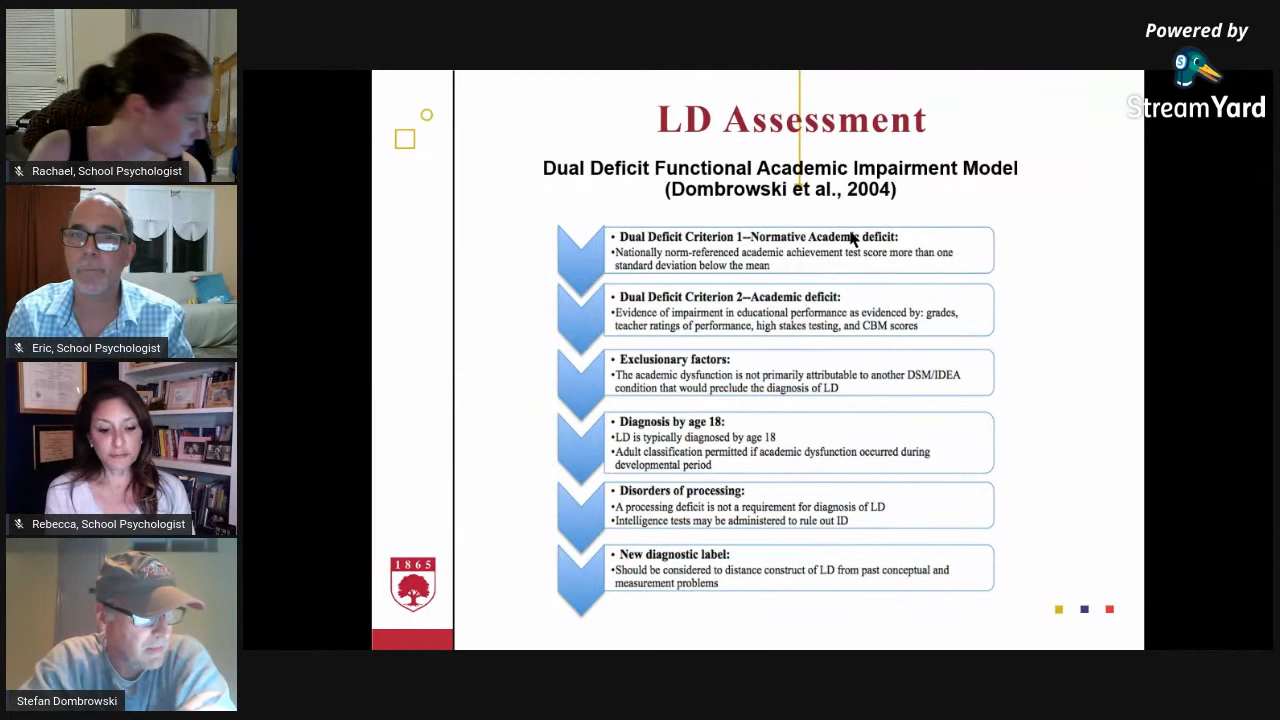 Powered by
StreamYard
Rachael, School Psychologist
Eric, School Psychologist
Rebecca, School Psychologist
Stefan Dombrowski
LD Assessment
Dual Deficit Functional Academic Impairment Model
(Dombrowski et al., 2004)
• Dual Deficit Criterion 1--Normative Academic deficit:
•Nationally norm-referenced academic achievement test score more than one
standard deviation below the mean
• Dual Deficit Criterion 2--Academic deficit:
•Evidence of impairment in educational performance as evidenced by: grades,
teacher ratings of performance, high stakes testing, and CBM scores
• Exclusionary factors:
•The academic dysfunction is not primarily attributable to another DSM/IDEA
condition that would preclude the diagnosis of LD
• Diagnosis by age 18:
•LD is typically diagnosed by age 18
•Adult classification permitted if academic dysfunction occurred during
developmental period
• Disorders of processing:
•A processing deficit is not a requirement for diagnosis of LD
•Intelligence tests may be administered to rule out ID
• New diagnostic label:
•Should be considered to distance construct of LD from past conceptual and
measurement problems
1865